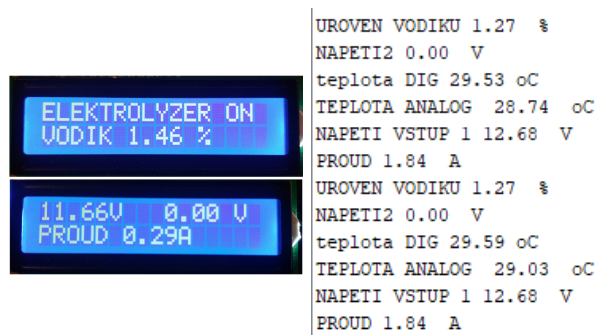 ELEKTROLYZER ON
VODIK 1.46 %
11.66V 0.00 V
PROUD 0.29A
UROVEN VODIKU 1.27 %
NAPETI2 0.00 V
teplota DIG 29.53 oC
TEPLOTA ANALOG 28.74 oC
NAPETI VSTUP 1 12.68 V
PROUD 1.84 A
UROVEN VODIKU 1.27 %
NAPETI2 0.00 V
teplota DIG 29.59 oC
TEPLOTA ANALOG 29.03 oC
NAPETI VSTUP 1 12.68 V
PROUD 1.84 A